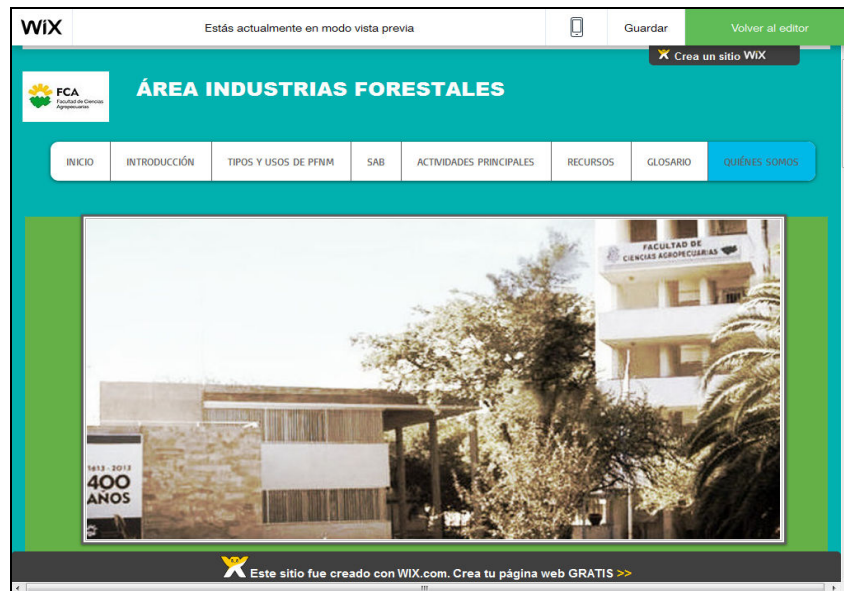 WiX
Estás actualmente en modo vista previa
Guardar
Volver al editor
Crea un sitio WiX
FCA
Facultad de Ciencias
Agropecuarias
ÁREA INDUSTRIAS FORESTALES
INICIO
INTRODUCCIÓN
TIPOS Y USOS DE PFNM
SAB
ACTIVIDADES PRINCIPALES
RECURSOS
GLOSARIO
QUIÉNES SOMOS
FACULTAD DE
CIENCIAS AGROPECUARIAS
1613 - 2013
400
AÑOS
Este sitio fue creado con WIX.com. Crea tu página web GRATIS >>